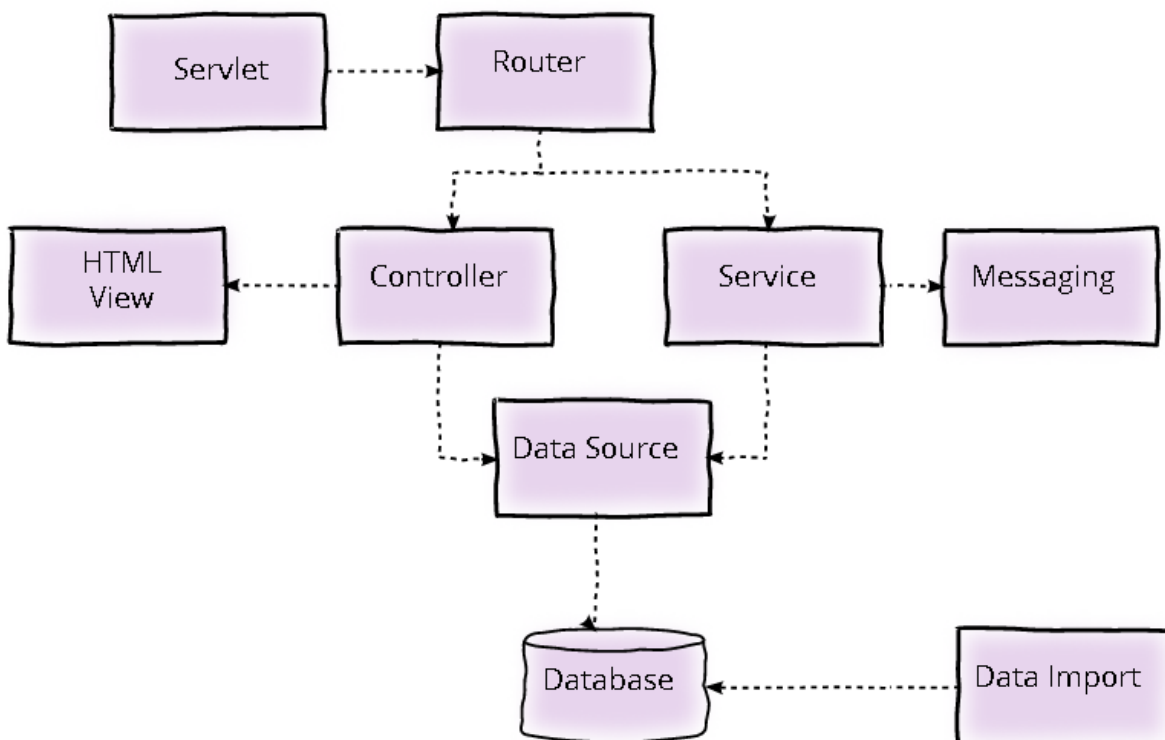 Servlet
Router
HTML
View
Controller
Service
Messaging
Data Source
Database
Data Import